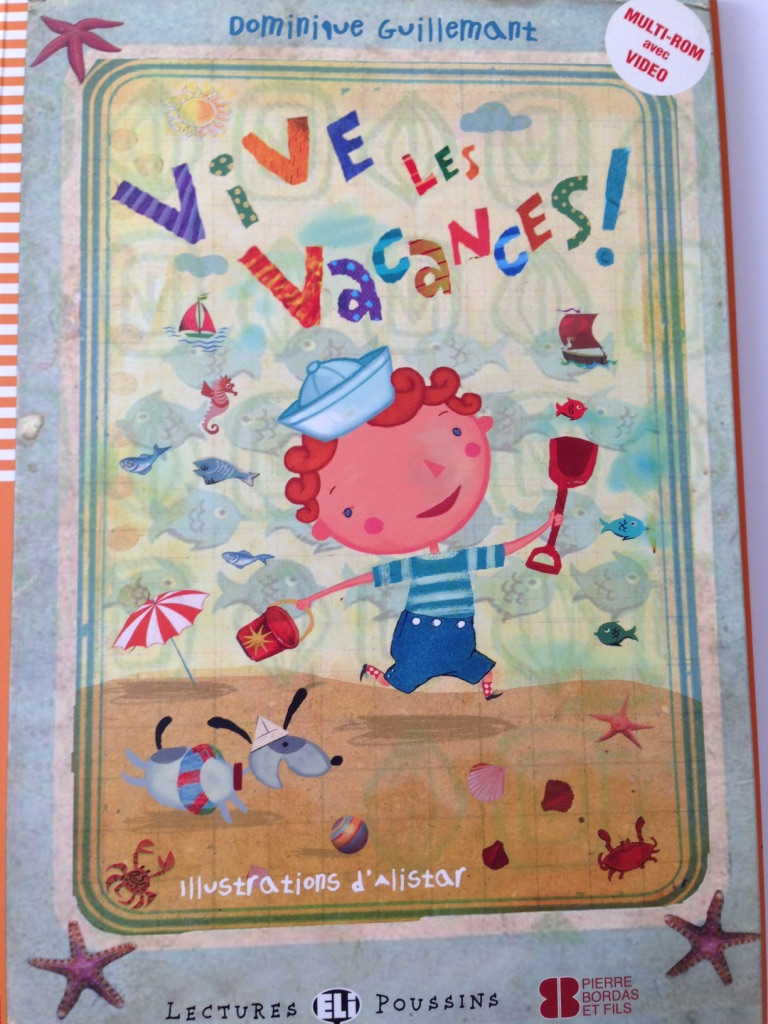 Dominique Guillemant
MULTI-ROM
avec
VIDEO
ViVE LES
VacaNCES!
Illustrations d'Alistar
LECTURES ELi POUSSINS
PIERRE
BORDAS
ET FILS